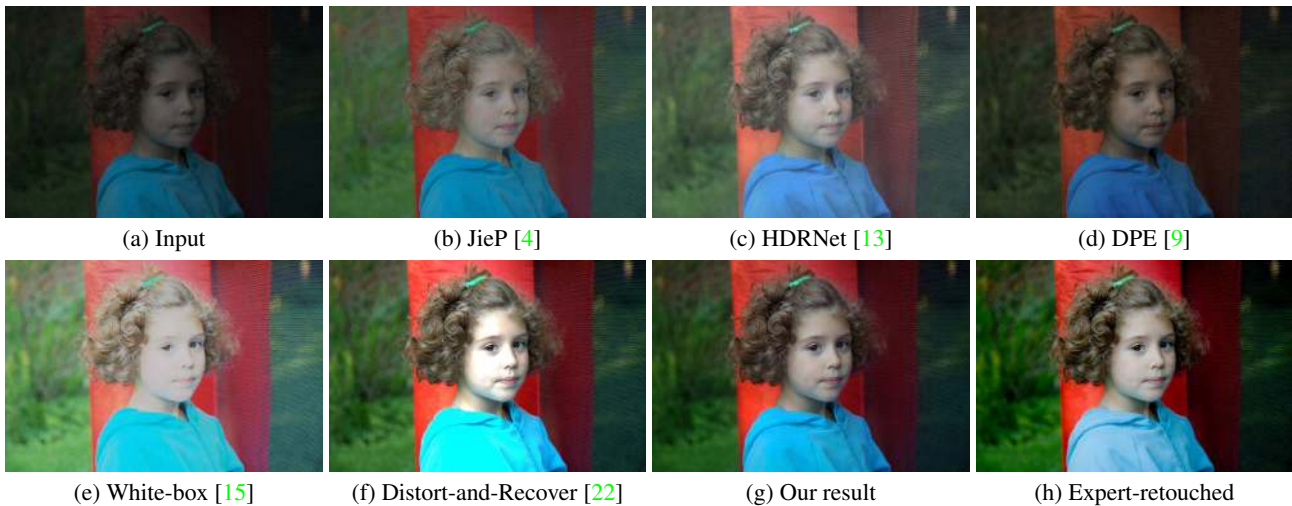 (a) Input
(b) JieP [4]
(c) HDRNet [13]
(d) DPE [9]
(e) White-box [15]
(f) Distort-and-Recover [22]
(g) Our result
(h) Expert-retouched